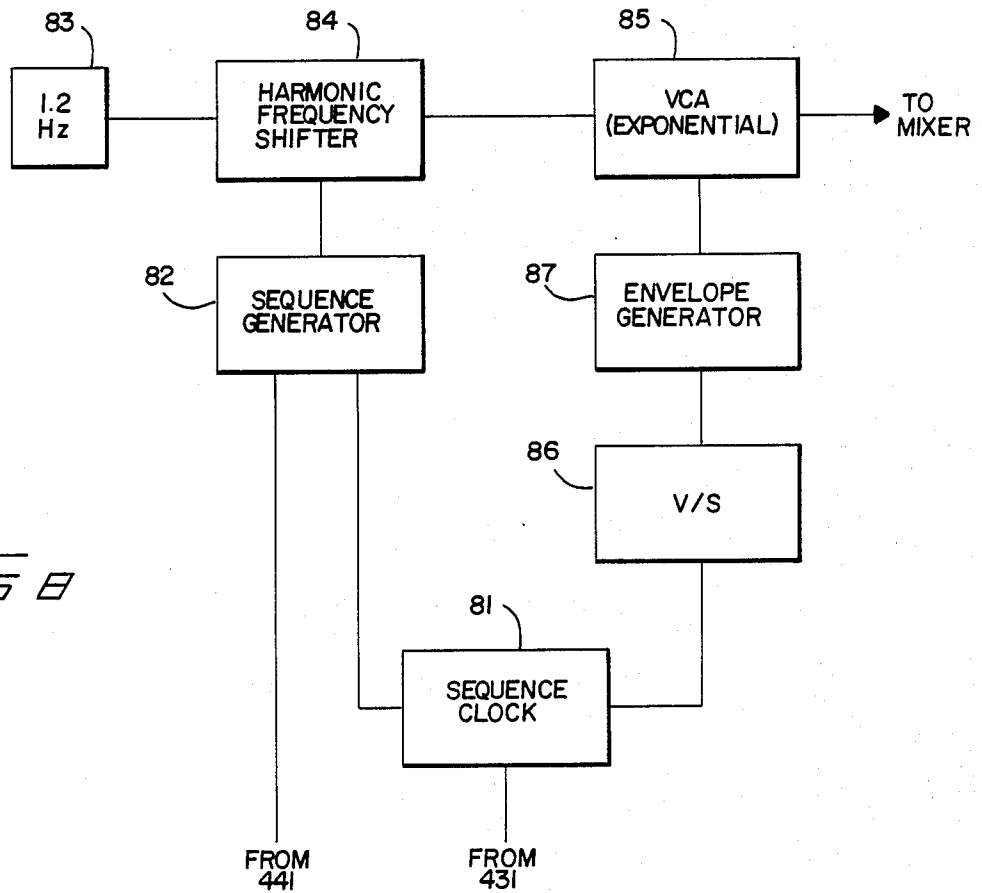 83
84
85
1.2
Hz
HARMONIC
FREQUENCY
SHIFTER
VCA
(EXPONENTIAL)
TO
MIXER
82
SEQUENCE
GENERATOR
87
ENVELOPE
GENERATOR
86
V/S
8
81
SEQUENCE
CLOCK
FROM
441
FROM
431